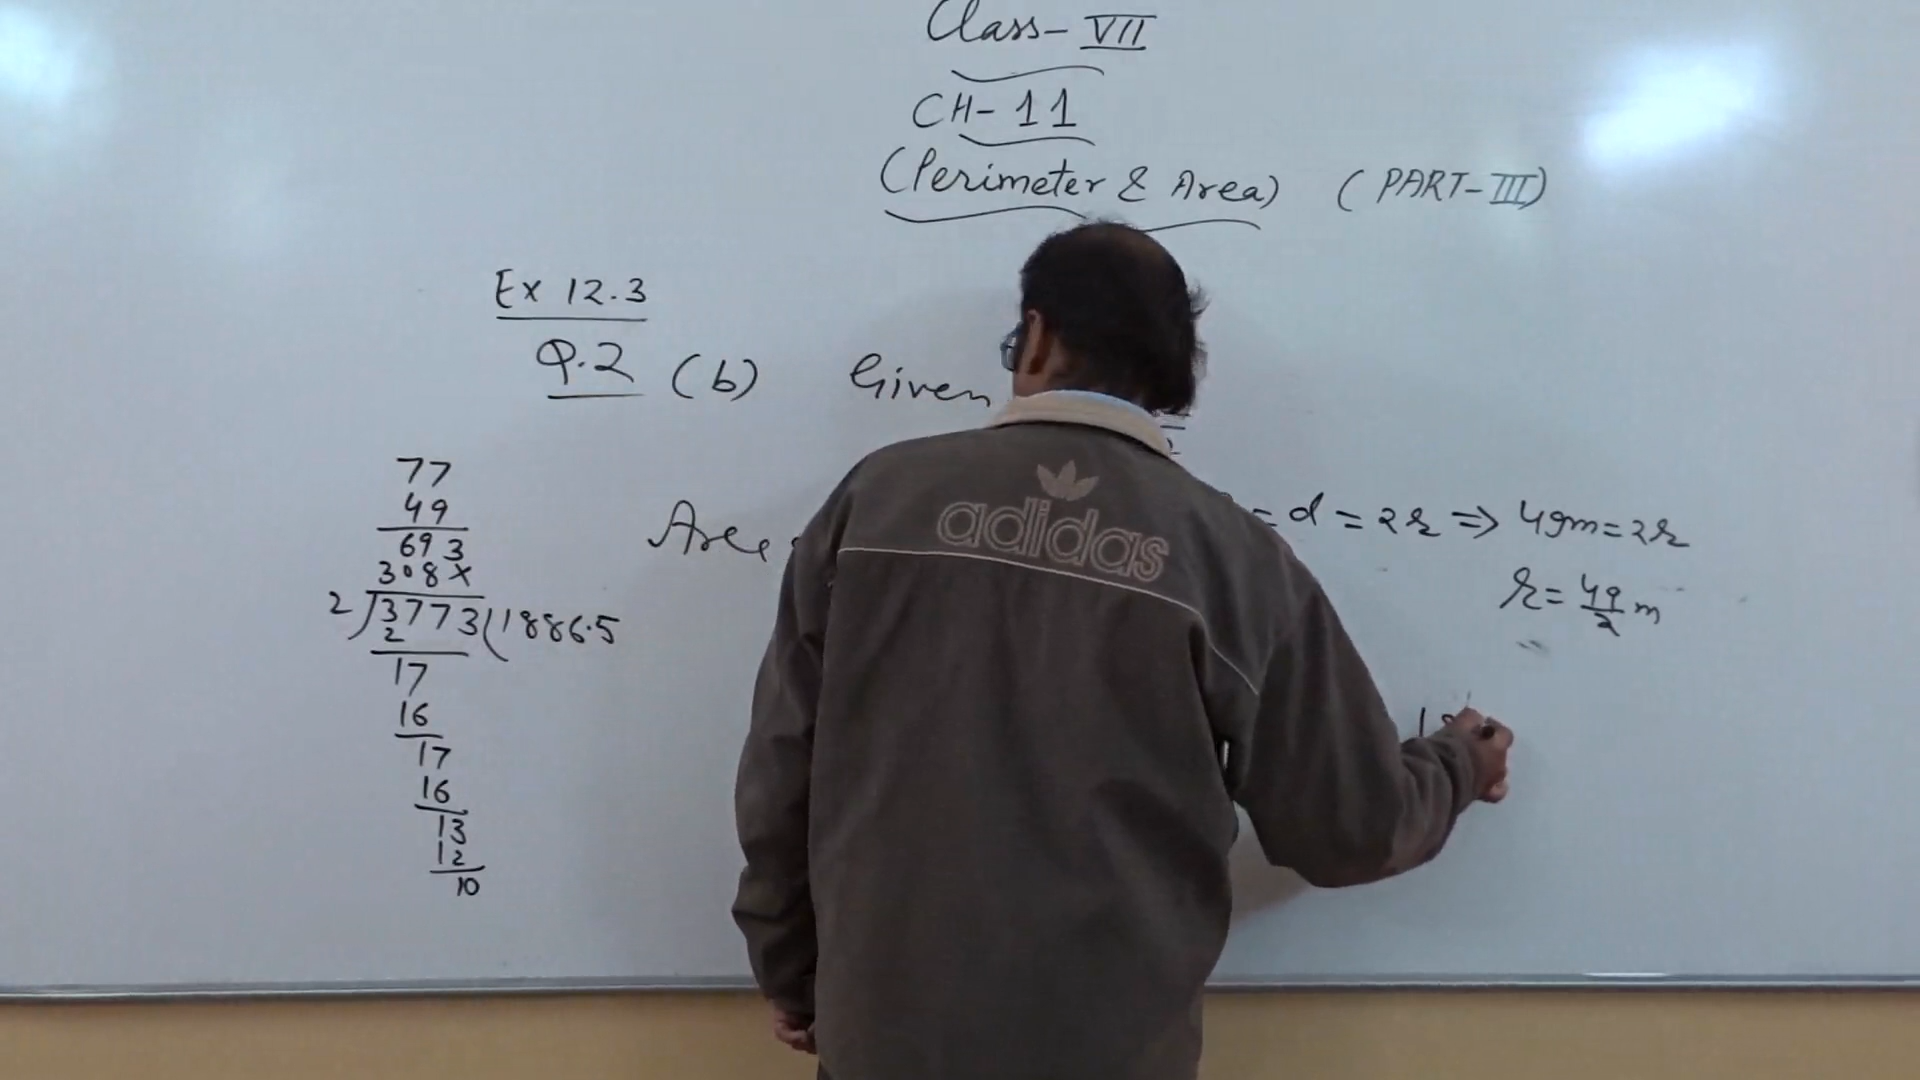 Class-VII
CH-11
(Perimeter & Area) (PART-III)
Ex 12.3
Q.2 (b) Given
77
49
693
308x
2)3773(1886.5
2
17
16
17
16
13
12
10
Area
= d = 2r => 49m=2r
r = 49/2 m
adidas